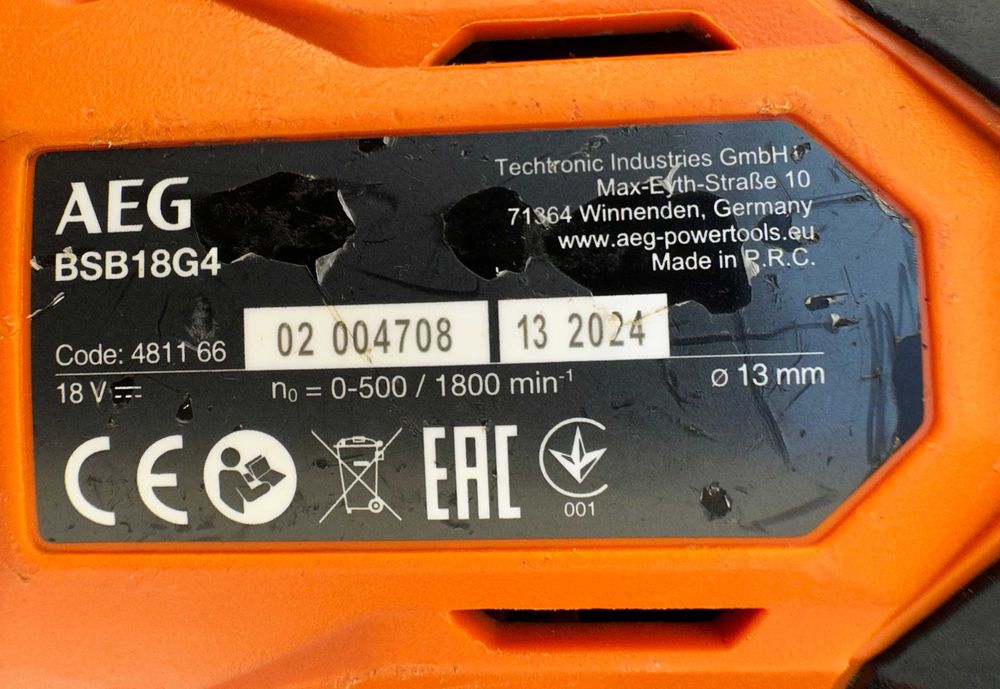 AEG
BSB18G4
Techtronic Industries GmbH
Max-Eyth-Straße 10
71364 Winnenden, Germany
www.aeg-powertools.eu
Made in P.R.C.
Code: 4811 66
02 004708
13 2024
18 V
n₀ = 0-500 / 1800 min⁻¹
ø 13 mm
CE
EAC
001